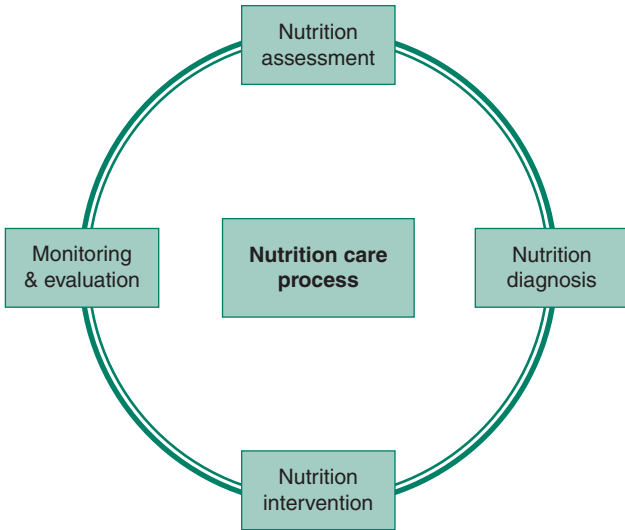 Nutrition
assessment
Monitoring
& evaluation
Nutrition care
process
Nutrition
diagnosis
Nutrition
intervention